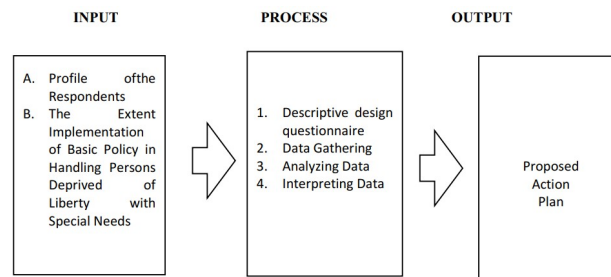 INPUT
PROCESS
OUTPUT
A. Profile ofthe
Respondents
B. The Extent
Implementation
of Basic Policy in
Handling Persons
Deprived of
Liberty with
Special Needs
1. Descriptive design
questionnaire
2. Data Gathering
3. Analyzing Data
4. Interpreting Data
Proposed
Action
Plan